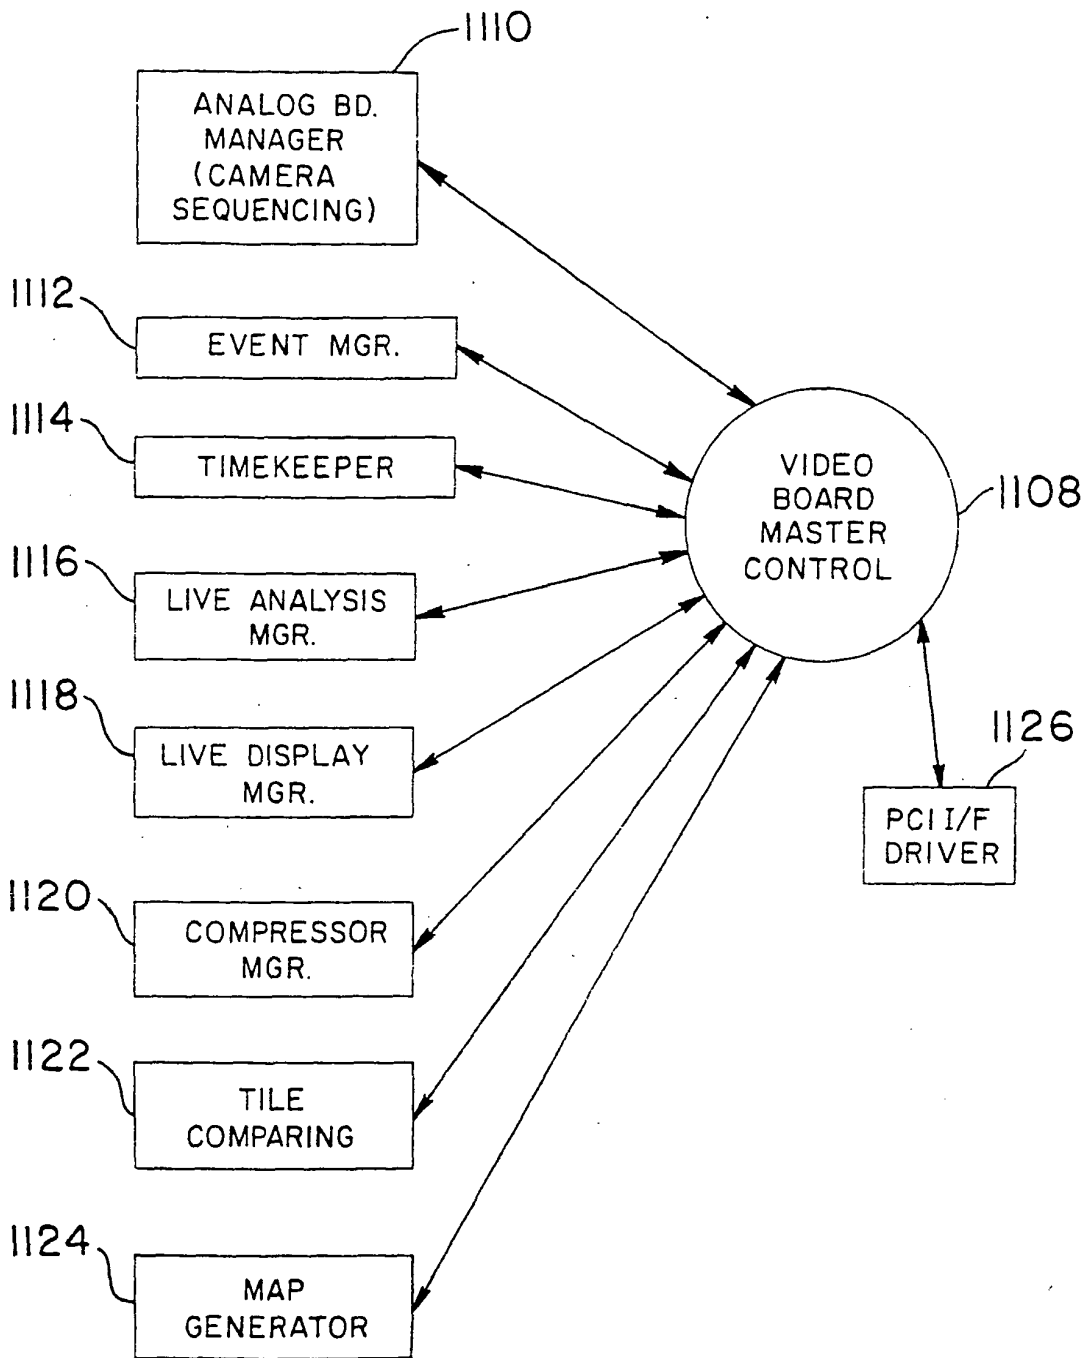 1110
ANALOG BD.
MANAGER
(CAMERA
SEQUENCING)
1112
EVENT MGR.
1114
TIMEKEEPER
1116
LIVE ANALYSIS
MGR.
1118
LIVE DISPLAY
MGR.
1120
COMPRESSOR
MGR.
1122
TILE
COMPARING
1124
MAP
GENERATOR
VIDEO
BOARD
MASTER
CONTROL
1108
1126
PCI I/F
DRIVER